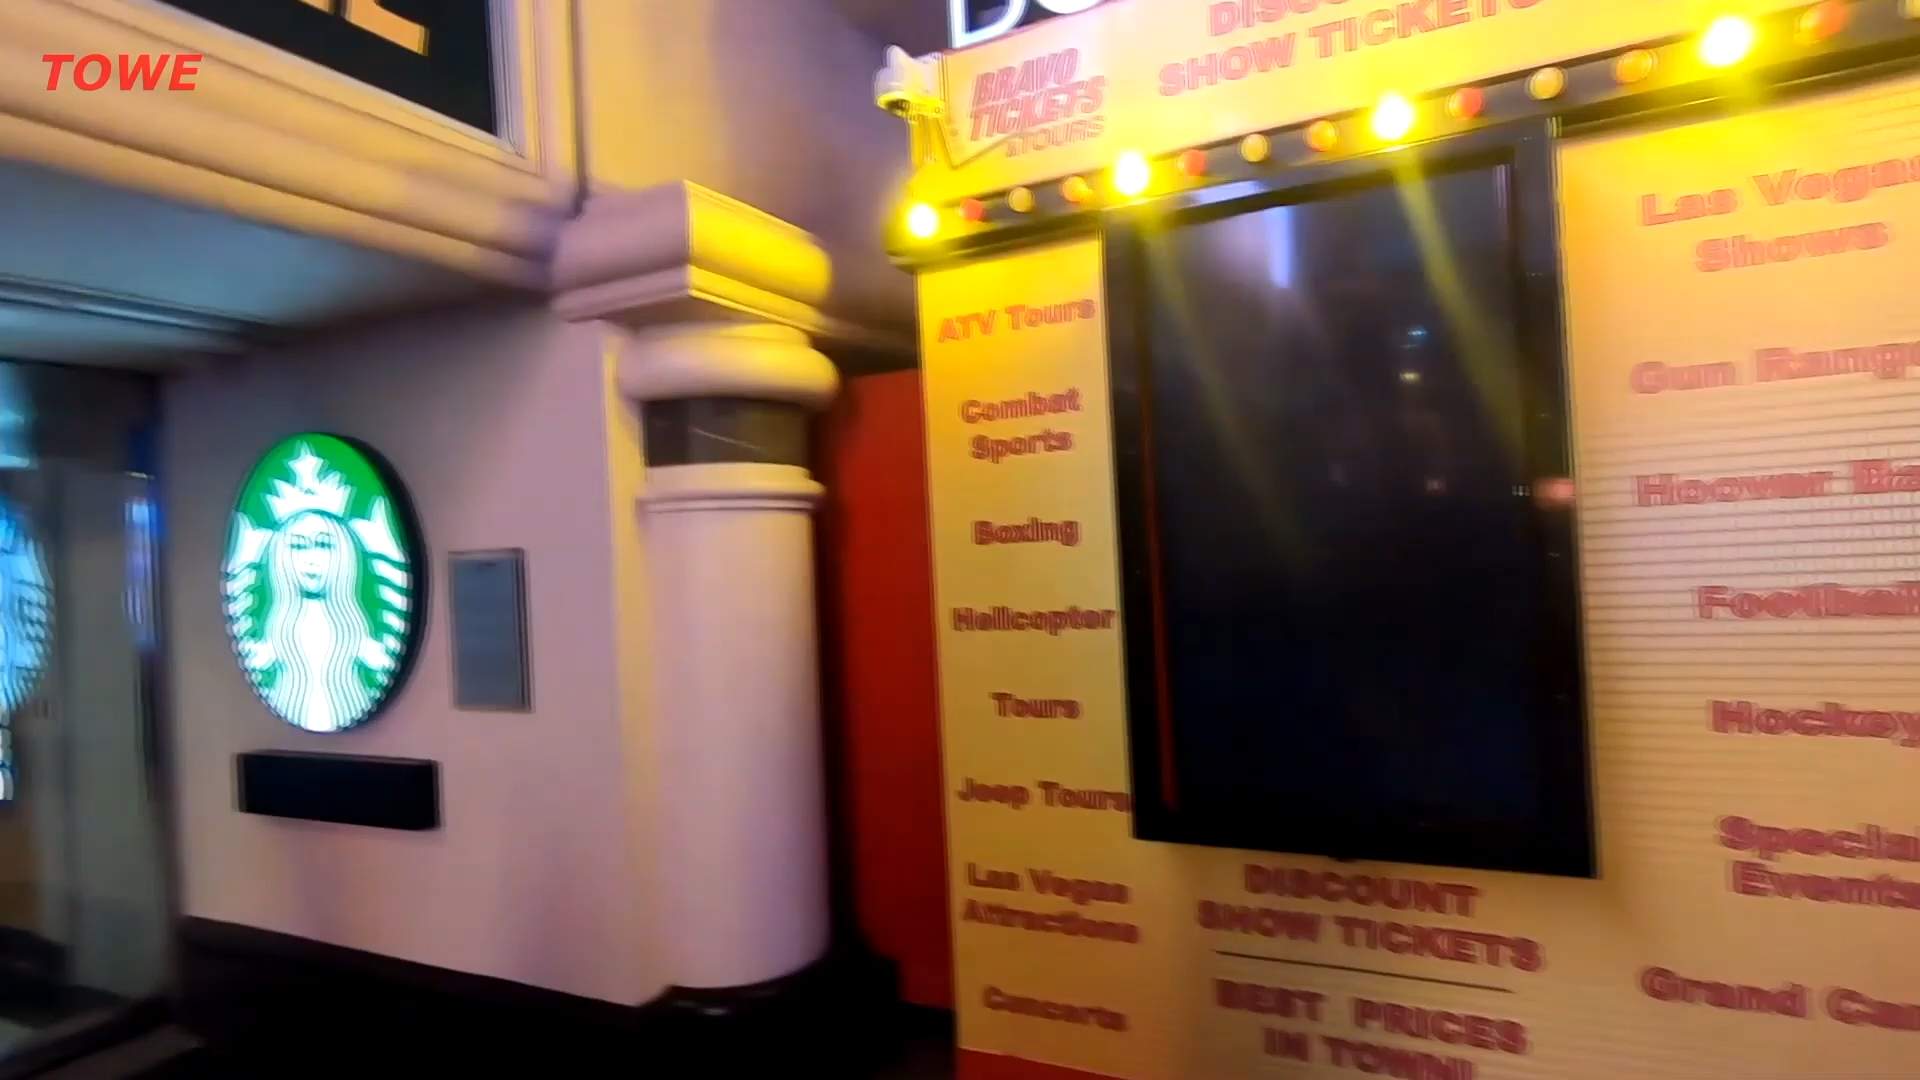 TOWE
BRAVO
TICKETS
& TOURS
SHOW TICKETS
ATV Tours
Combat
Sports
Boxing
Helicopter
Tours
Jeep Tours
Las Vegas
Attractions
Concerts
DISCOUNT
SHOW TICKETS
BEST PRICES
IN TOWN!
Las Vegas
Shows
Gun Range
Hoover
Football
Hockey
Special
Events
Grand